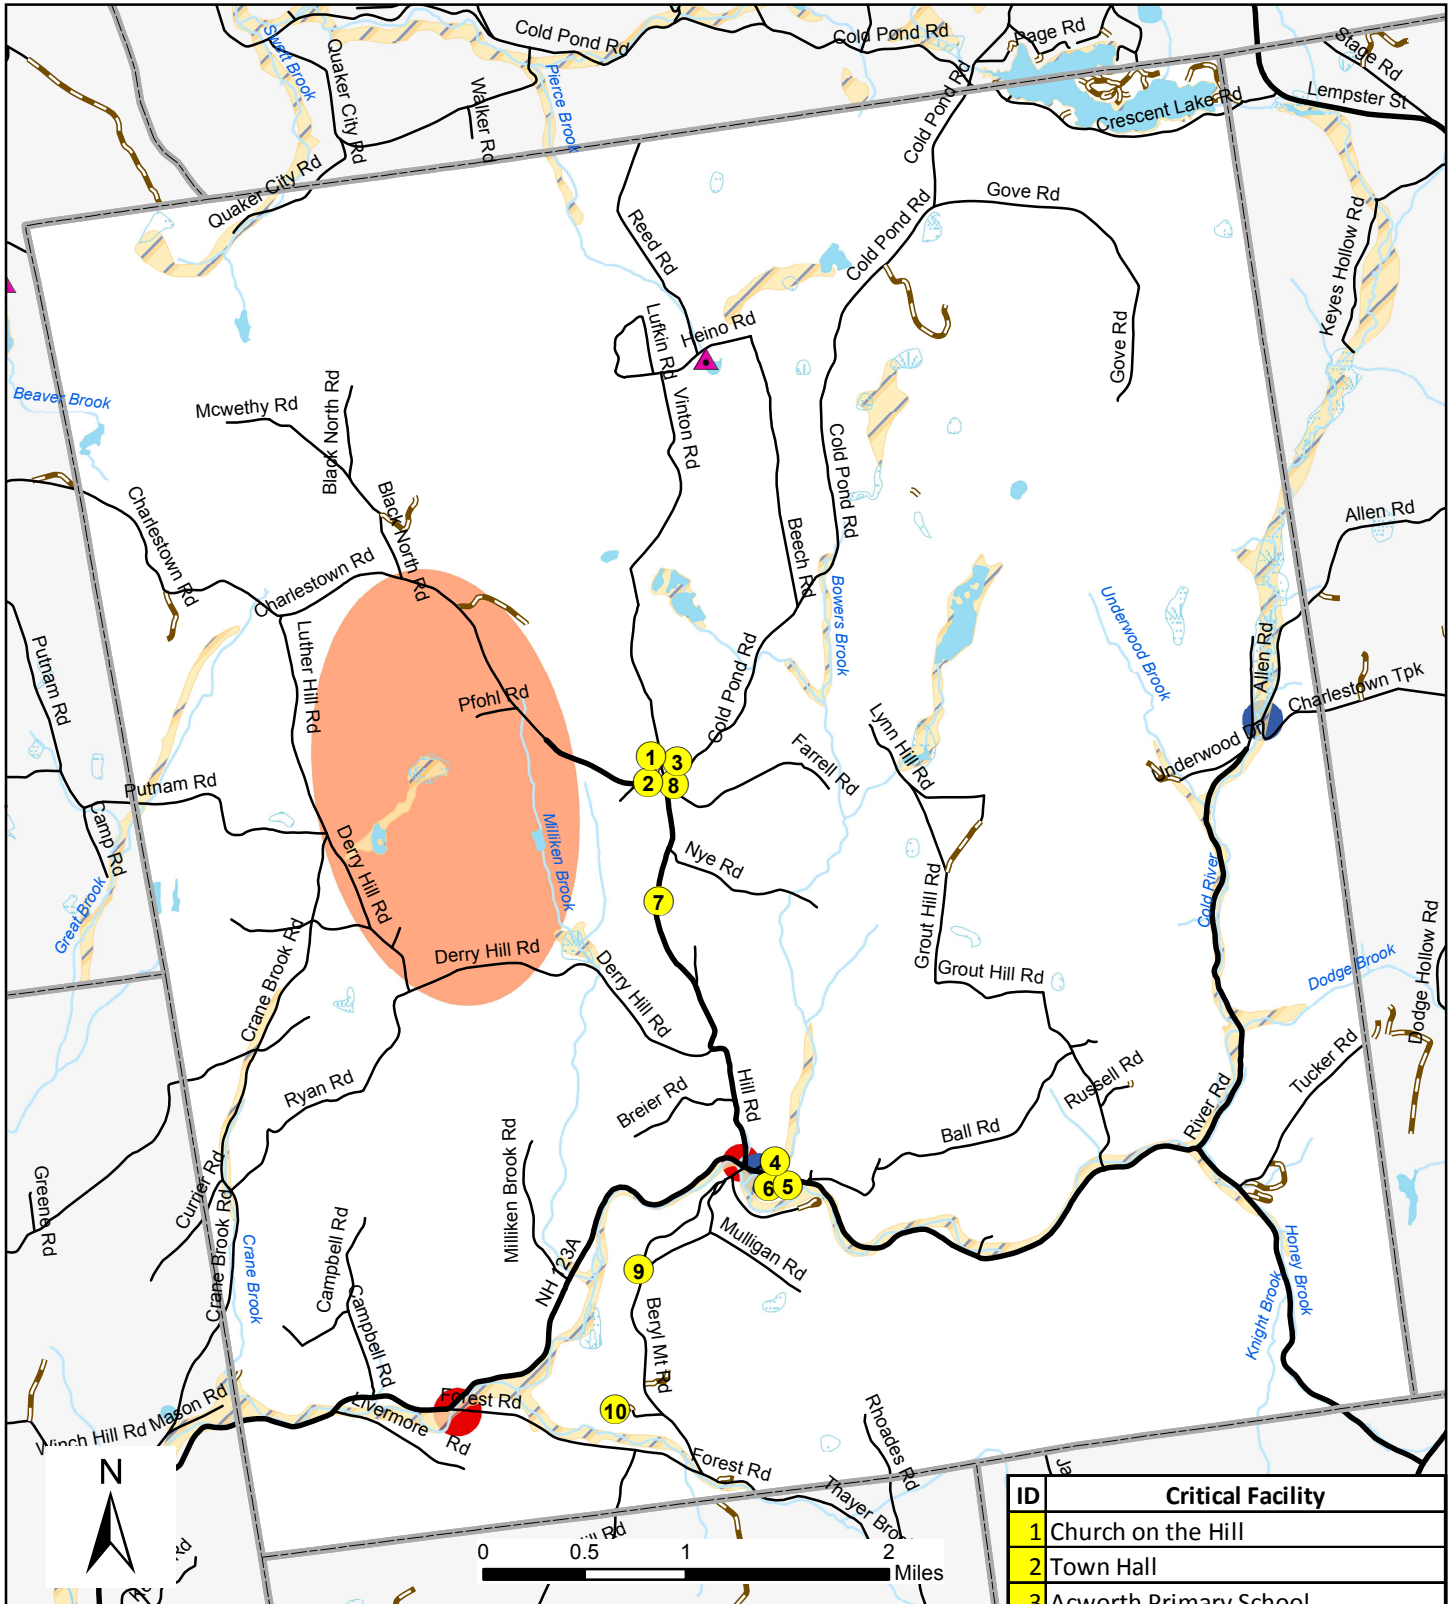 Cold Pond Rd
Cold Pond Rd
Page Rd
Stage Rd
Swett Brook
Quaker City Rd
Pierce Brook
Walker Rd
Cold Pond Rd
Crescent Lake Rd
Lempster St
Quaker City Rd
Gove Rd
Reed Rd
Cold Pond Rd
Keyes Hollow Rd
Lufkin Rd
Heino Rd
Gove Rd
Beaver Brook
Mcwethy Rd
Black North Rd
Vinton Rd
Cold Pond Rd
Charlestown Rd
Black North Rd
Allen Rd
Beech Rd
Charlestown Rd
Bowers Brook
Underwood Brook
Putnam Rd
Luther Hill Rd
Cold Pond Rd
Allen Rd
Charlestown Tpk
Pfohl Rd
Lynn Hill Rd
Underwood Dr
1
3
Farrell Rd
2
8
Putnam Rd
Camp Rd
Derry Hill Rd
Milliken Brook
Nye Rd
7
Great Brook
Grout Hill Rd
Cold River
Dodge Hollow Rd
Crane Brook Rd
Derry Hill Rd
Derry Hill Rd
Grout Hill Rd
Dodge Brook
Ryan Rd
Breier Rd
Hill Rd
Russell Rd
River Rd
Tucker Rd
Ball Rd
Milliken Brook Rd
4
6
5
Greene Rd
Currier Rd
Crane Brook Rd
Crane Brook
Campbell Rd
NH 123A
Mulligan Rd
9
Honey Brook
Knight Brook
Campbell Rd
Beryl Mt Rd
Mason Rd
Winch Hill Rd
Forest Rd
Livermore Rd
10
Rhoades Rd
Forest Rd
Thayer Brook
N
ill Rd
Rd
Ja
0 0.5 1 2
Miles
ID Critical Facility
1 Church on the Hill
2 Town Hall
3 Acworth Primary School